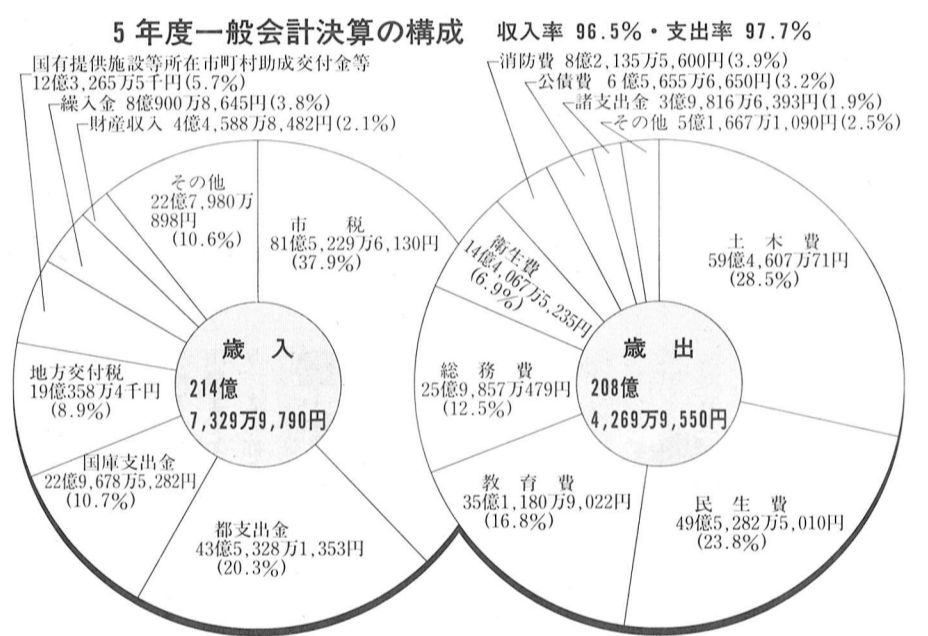 5年度一般会計決算の構成 収入率 96.5%・支出率 97.7%
国有提供施設等所在市町村助成交付金等
12億3,265万5千円(5.7%)
繰入金 8億900万8,645円(3.8%)
財産収入 4億4,588万8,482円(2.1%)
その他
22億7,980万
898円
(10.6%)
市 税
81億5,229万6,130円
(37.9%)
地方交付税
19億358万4千円
(8.9%)
国庫支出金
22億9,678万5,282円
(10.7%)
都支出金
43億5,328万1,353円
(20.3%)
歳 入
214億
7,329万9,790円
消防費 8億2,135万5,600円(3.9%)
公債費 6億5,655万6,650円(3.2%)
諸支出金 3億9,816万6,393円(1.9%)
その他 5億1,667万1,090円(2.5%)
土 木 費
59億4,607万71円
(28.5%)
衛生費
14億4,067万5,235円
(6.9%)
総 務 費
25億9,857万479円
(12.5%)
教 育 費
35億1,180万9,022円
(16.8%)
民 生 費
49億5,282万5,010円
(23.8%)
歳 出
208億
4,269万9,550円